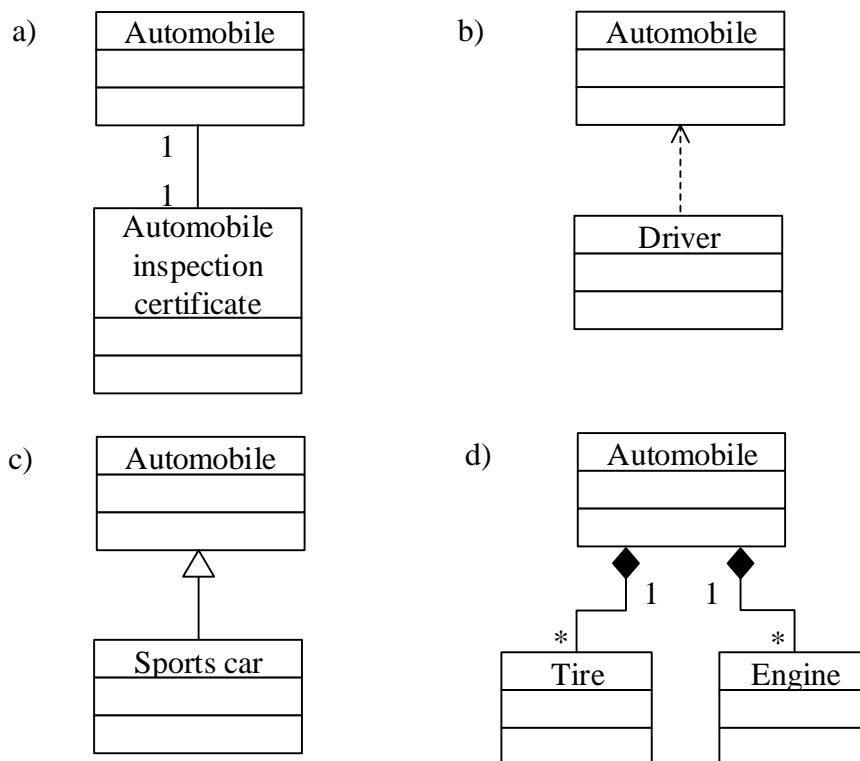 a)
Automobile
1
1
Automobile
inspection
certificate
b)
Automobile
Driver
c)
Automobile
Sports car
d)
Automobile
1
1
*
*
Tire
Engine